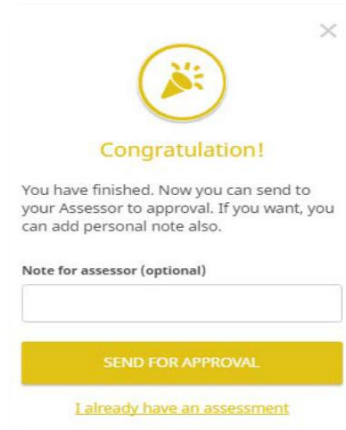 Congratulation!
You have finished. Now you can send to
your Assessor to approval. If you want, you
can add personal note also.
Note for assessor (optional)
SEND FOR APPROVAL
I already have an assessment